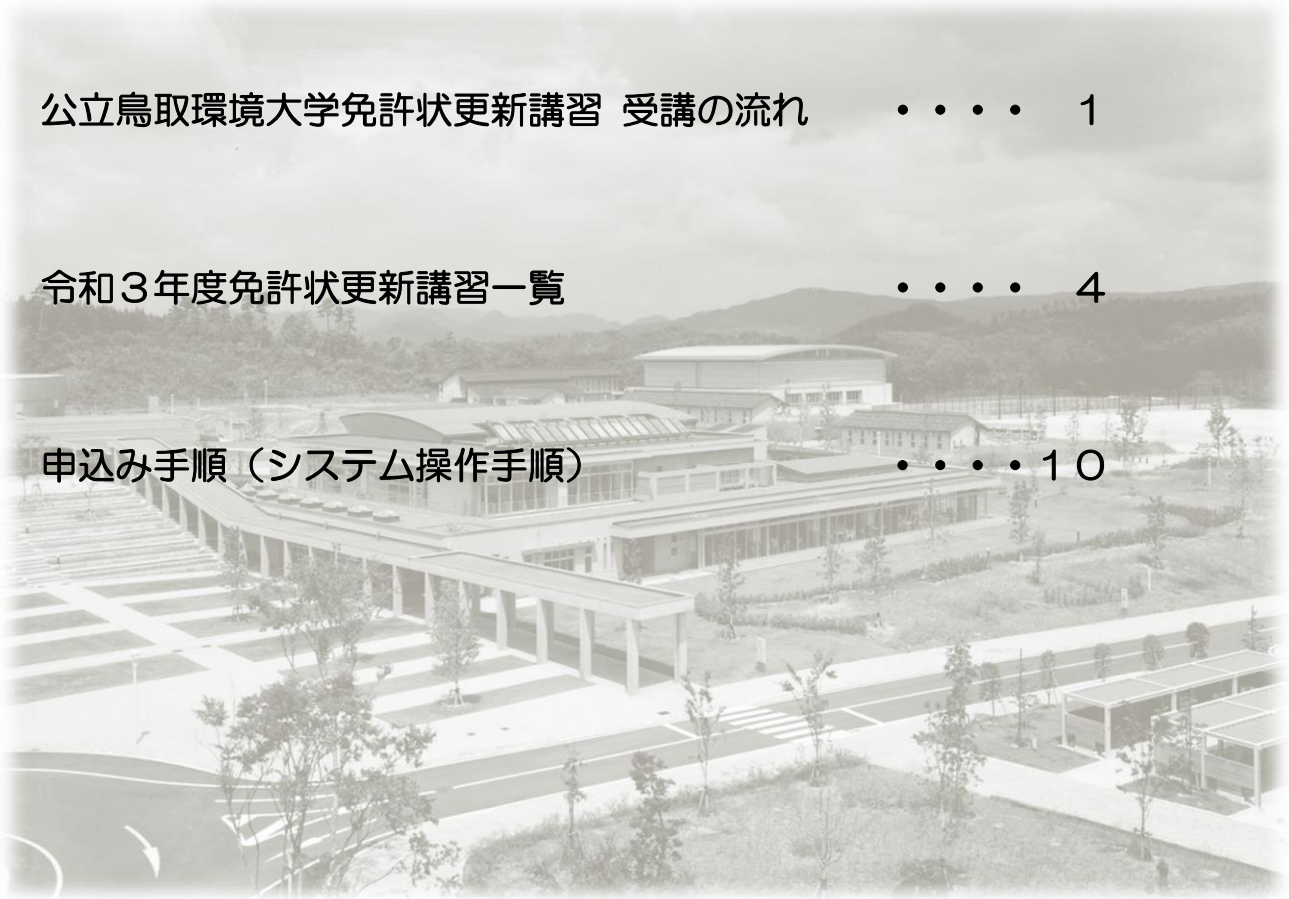 公立鳥取環境大学免許状更新講習 受講の流れ ・・・・ 1
令和３年度免許状更新講習一覧 ・・・・ ４
申込み手順（システム操作手順） ・・・・１０